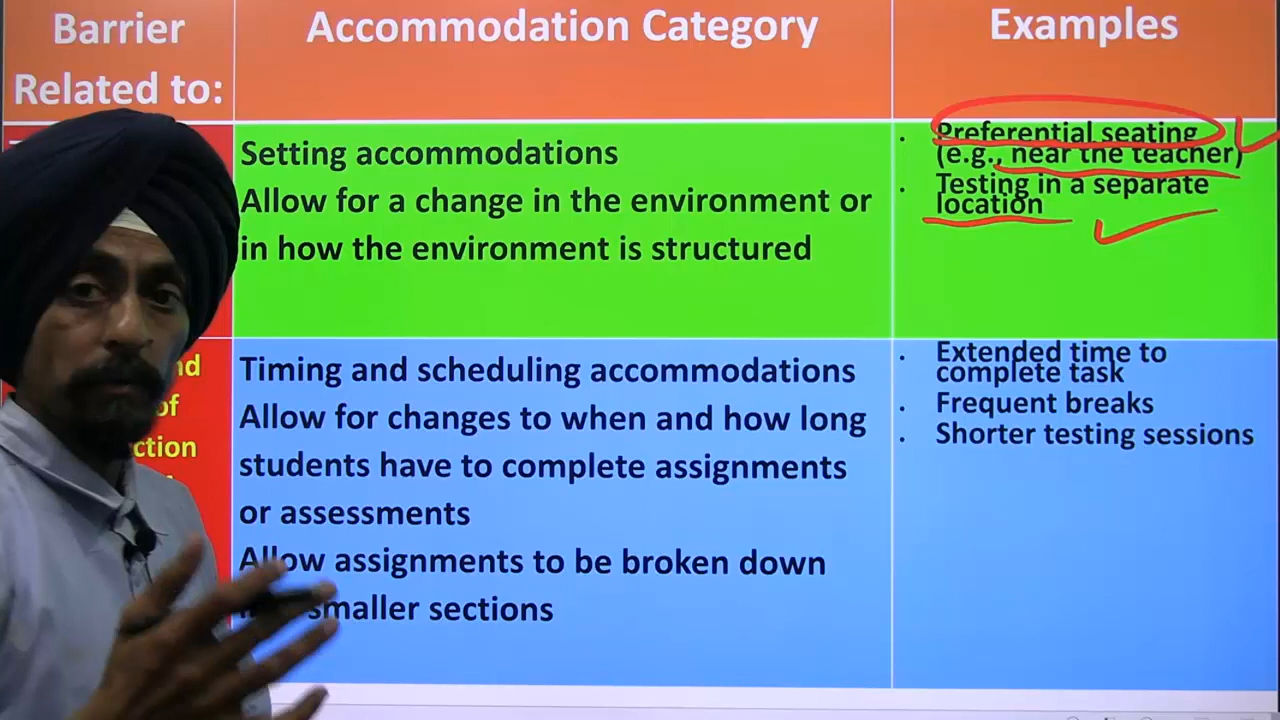 Barrier
Related to:
Accommodation Category
Examples
Setting accommodations
Allow for a change in the environment or
in how the environment is structured
. Preferential seating
(e.g., near the teacher)
. Testing in a separate
location
nd
of
ction
Timing and scheduling accommodations
Allow for changes to when and how long
students have to complete assignments
or assessments
Allow assignments to be broken down
smaller sections
. Extended time to
complete task
. Frequent breaks
. Shorter testing sessions